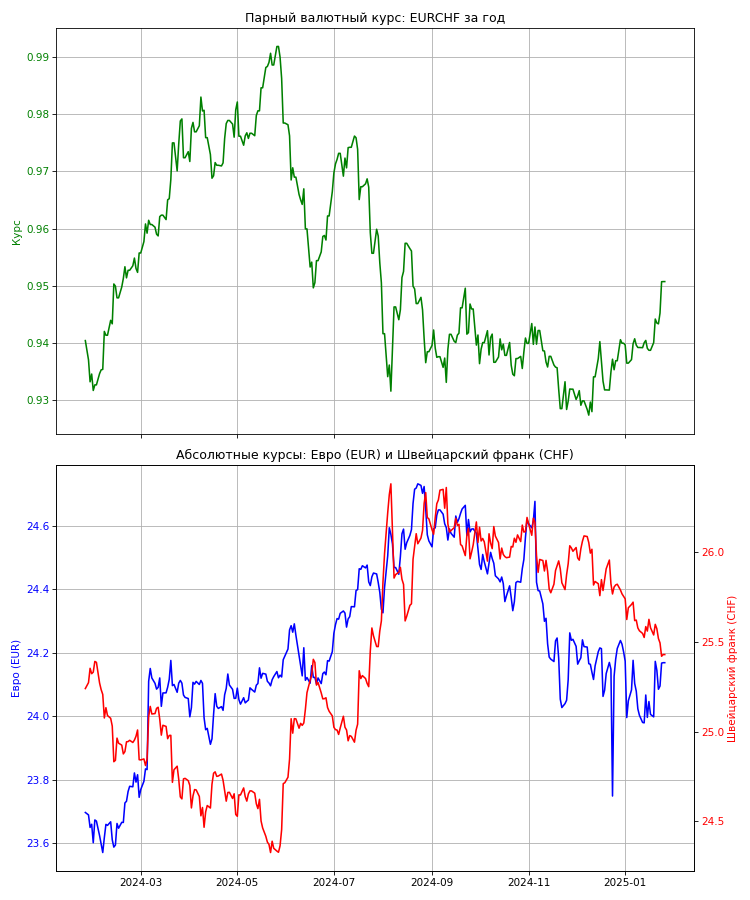 Парный валютный курс: EURCHF за год
0.99
0.98
0.97
0.96
0.95
0.94
0.93
Курс
Абсолютные курсы: Евро (EUR) и Швейцарский франк (CHF)
24.6
24.4
24.2
24.0
23.8
23.6
Евро (EUR)
26.0
25.5
25.0
24.5
Швейцарский франк (CHF)
2024-03 2024-05 2024-07 2024-09 2024-11 2025-01